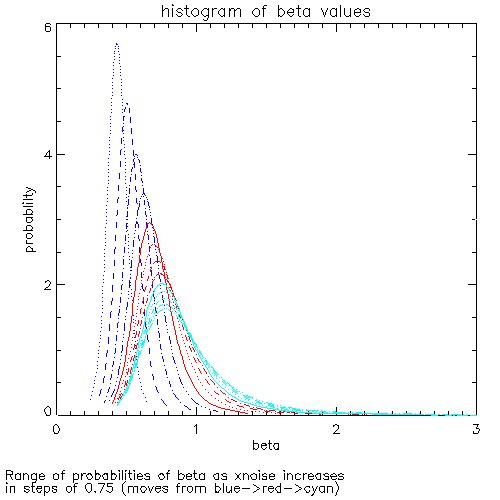 histogram of beta values
6
4
2
0
probability
0
1
2
3
beta
Range of probabilities of beta as xnoise increases
in steps of 0.75 (moves from blue->red->cyan)